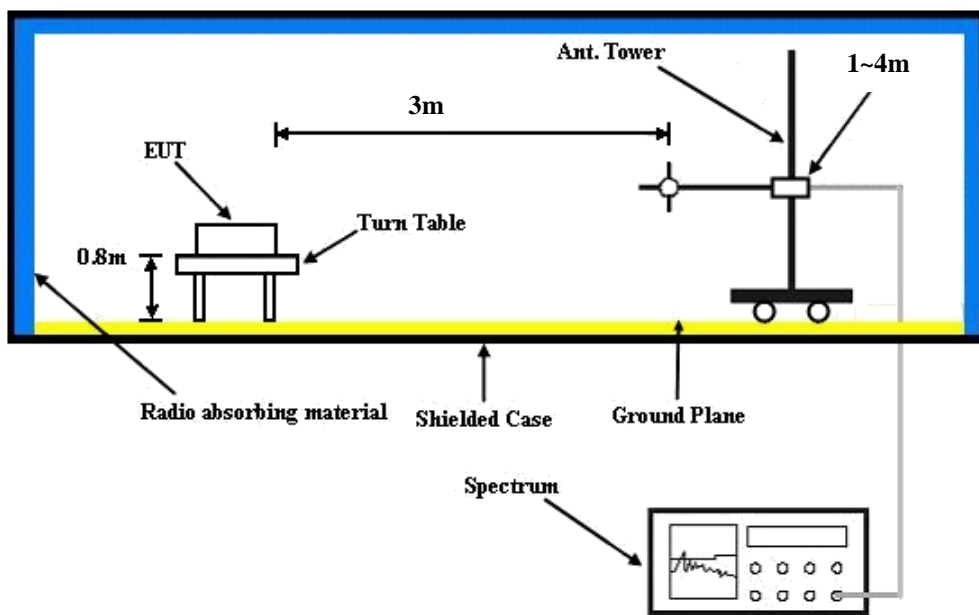 Ant. Tower
1~4m
3m
EUT
Turn Table
0.8m
Radio absorbing material
Shielded Case
Ground Plane
Spectrum